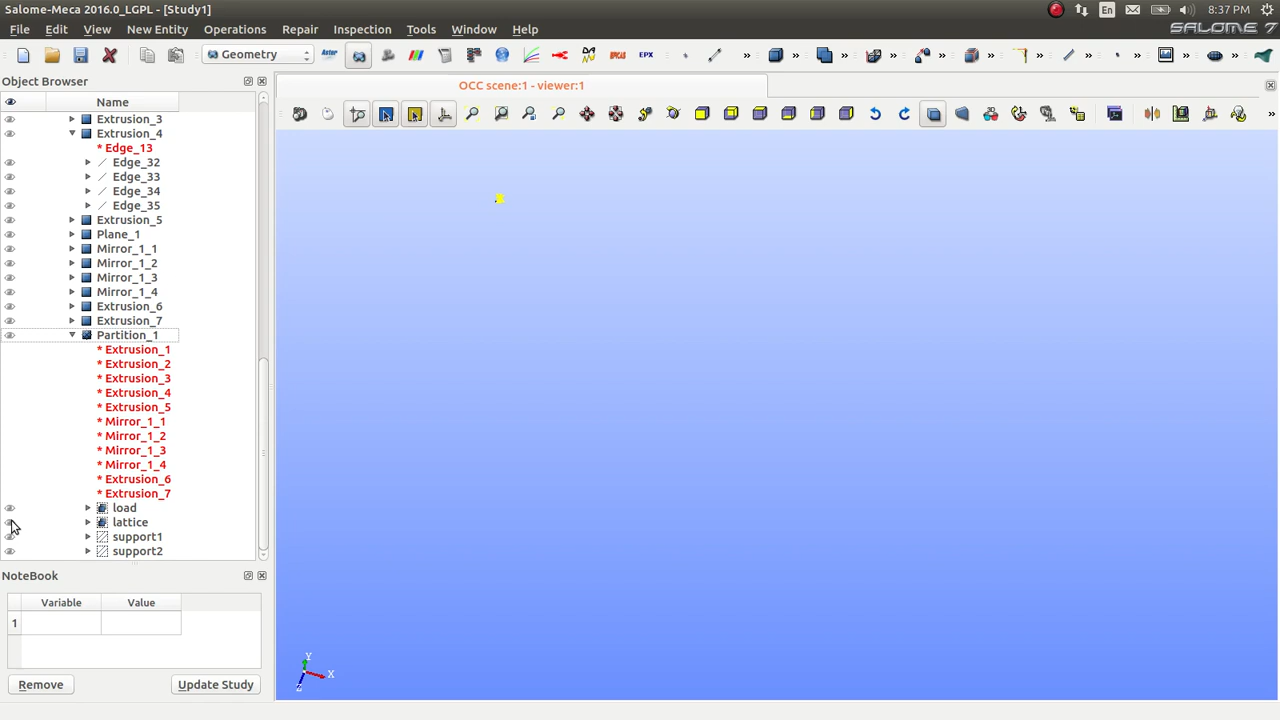 Salome-Meca 2016.0_LGPL - [Study1]
En
8:37 PM
File Edit View New Entity Operations Repair Inspection Tools Window Help
SALOME 7
Geometry
Aster
EFICAS
EPX
Object Browser
OCC scene:1 - viewer:1
Name
Extrusion_3
Extrusion_4
* Edge_13
Edge_32
Edge_33
Edge_34
Edge_35
Extrusion_5
Plane_1
Mirror_1_1
Mirror_1_2
Mirror_1_3
Mirror_1_4
Extrusion_6
Extrusion_7
Partition_1
* Extrusion_1
* Extrusion_2
* Extrusion_3
* Extrusion_4
* Extrusion_5
* Mirror_1_1
* Mirror_1_2
* Mirror_1_3
* Mirror_1_4
* Extrusion_6
* Extrusion_7
load
lattice
support1
support2
NoteBook
Variable Value
1
Remove Update Study
Y
X
Z